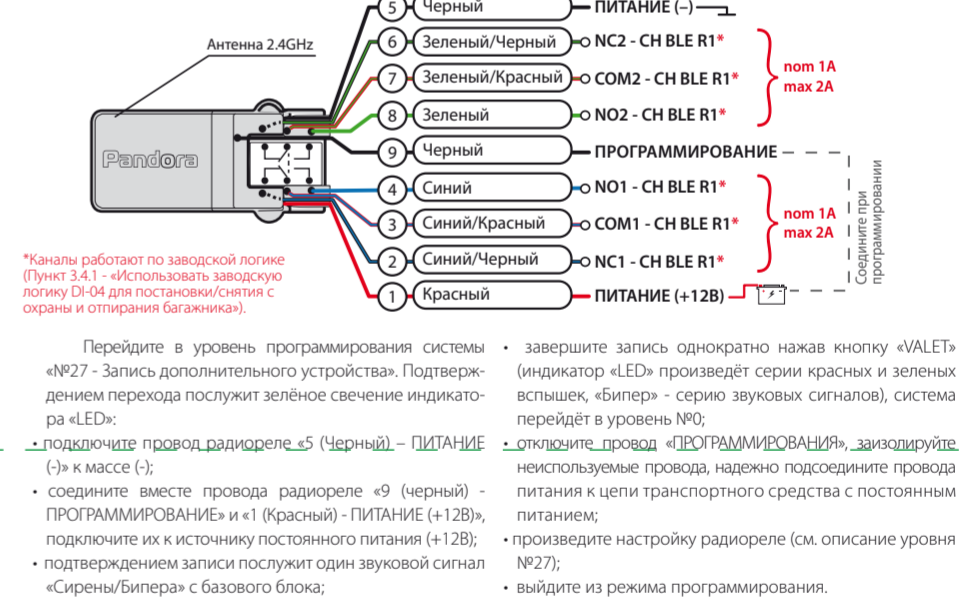 5 Черный ПИТАНИЕ (–)
Антенна 2.4GHz
6 Зеленый/Черный NC2 - CH BLE R1*
7 Зеленый/Красный COM2 - CH BLE R1*
8 Зеленый NO2 - CH BLE R1*
nom 1A
max 2A
Pandora
9 Черный ПРОГРАММИРОВАНИЕ
4 Синий NO1 - CH BLE R1*
3 Синий/Красный COM1 - CH BLE R1*
2 Синий/Черный NC1 - CH BLE R1*
nom 1A
max 2A
1 Красный ПИТАНИЕ (+12В)
Соедините при
программировании
*Каналы работают по заводской логике
(Пункт 3.4.1 - «Использовать заводскую
логику DI-04 для постановки/снятия с
охраны и отпирания багажника»).
Перейдите в уровень программирования системы
«№27 - Запись дополнительного устройства». Подтверж-
дением перехода послужит зелёное свечение индикато-
ра «LED»:
• подключите провод радиореле «5 (Черный) – ПИТАНИЕ
(-)» к массе (-);
• соедините вместе провода радиореле «9 (черный) -
ПРОГРАММИРОВАНИЕ» и «1 (Красный) - ПИТАНИЕ (+12В)»,
подключите их к источнику постоянного питания (+12В);
• подтверждением записи послужит один звуковой сигнал
«Сирены/Бипера» с базового блока;
• завершите запись однократно нажав кнопку «VALET»
(индикатор «LED» произведёт серии красных и зеленых
вспышек, «Бипер» - серию звуковых сигналов), система
перейдёт в уровень №0;
• отключите провод «ПРОГРАММИРОВАНИЯ», заизолируйте
неиспользуемые провода, надежно подсоедините провода
питания к цепи транспортного средства с постоянным
питанием;
• произведите настройку радиореле (см. описание уровня
№27);
• выйдите из режима программирования.